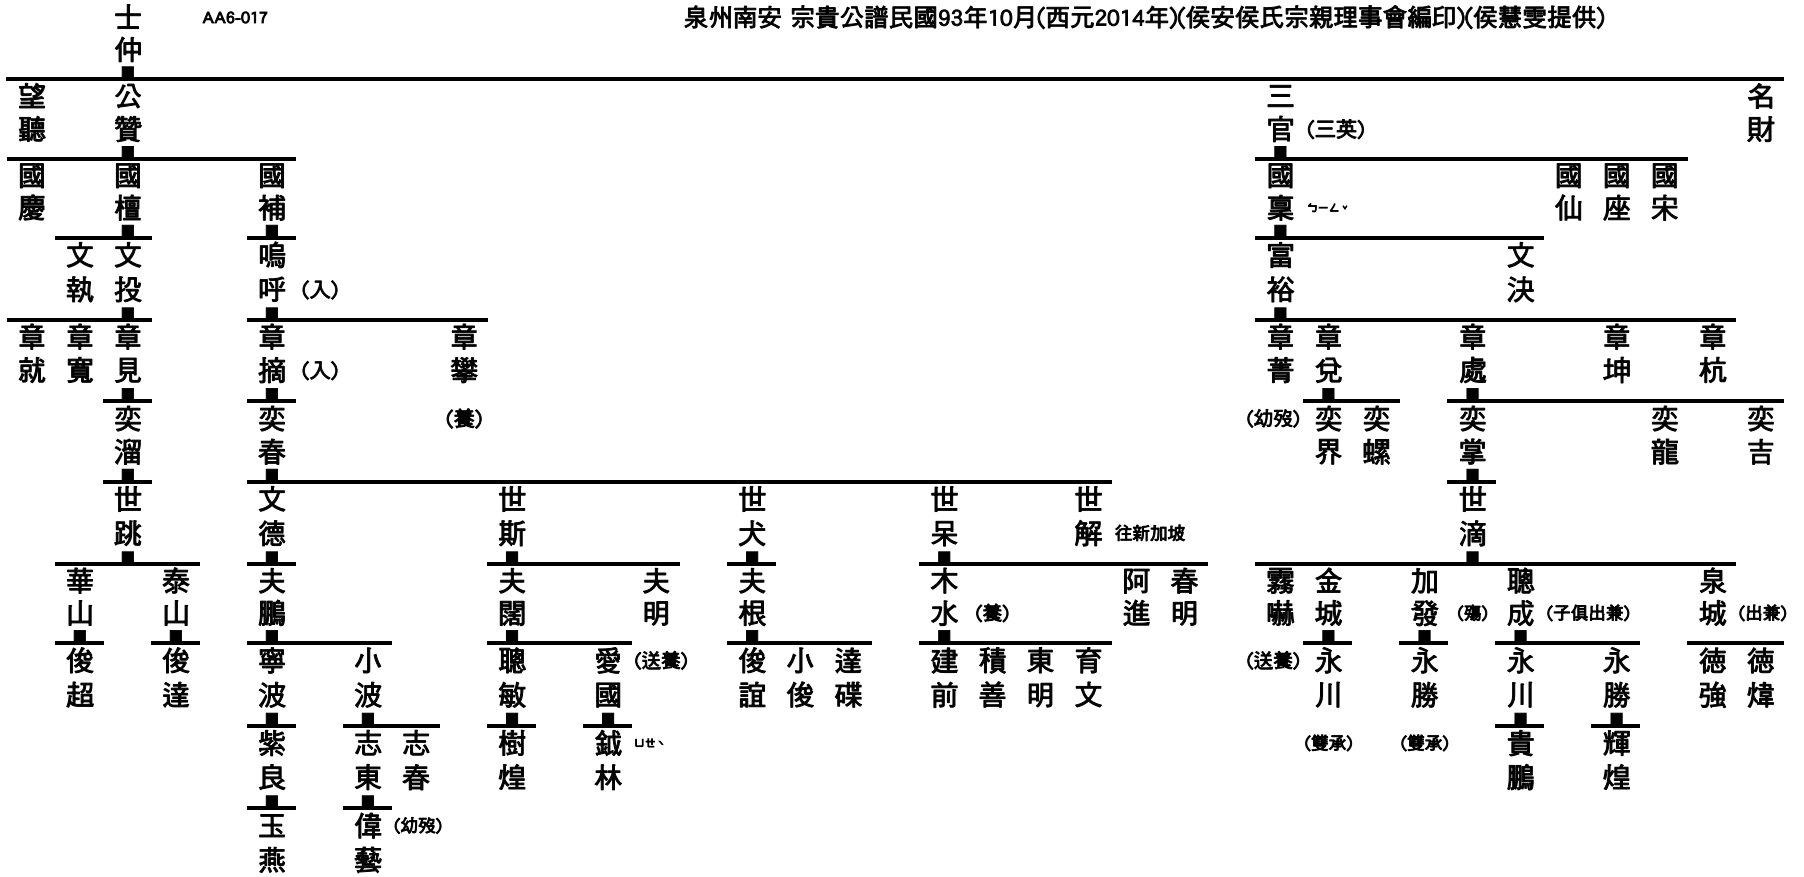 士仲 AA6-017 泉州南安 宗貴公譜民國93年10月(西元2014年)(侯安侯氏宗親理事會編印)(侯慧雯提供)
望聽 公贊 三官 (三英) 名財
國慶 國檀 國補 國稟 ㄅㄧㄥˇ 國仙 國座 國宋
文執 文投 嗚呼 (入) 富裕 文決
章就 章寬 章見 章摘 (入) 章攀 章菁 章兌 章處 章坤 章杭
奕溜 奕春 (養) (幼歿) 奕界 奕螺 奕掌 奕龍 奕吉
世跳 文德 世斯 世犬 世呆 世解 往新加坡 世滴
華山 泰山 夫鵬 夫闊 夫明 夫根 木水 (養) 阿進 春明 霧嚇 金城 加發 (殤) 聰成 (子俱出兼) 泉城 (出兼)
俊超 俊達 寧波 小波 聰敏 愛國 (送養) 俊誼 小俊 達碟 建前 積善 東明 育文 (送養) 永川 永勝 永川 永勝 德強 德煒
紫良 志東 志春 樹煌 鉞林 ㄩㄝˋ (雙承) (雙承) 貴鵬 輝煌
玉燕 偉藝 (幼歿)